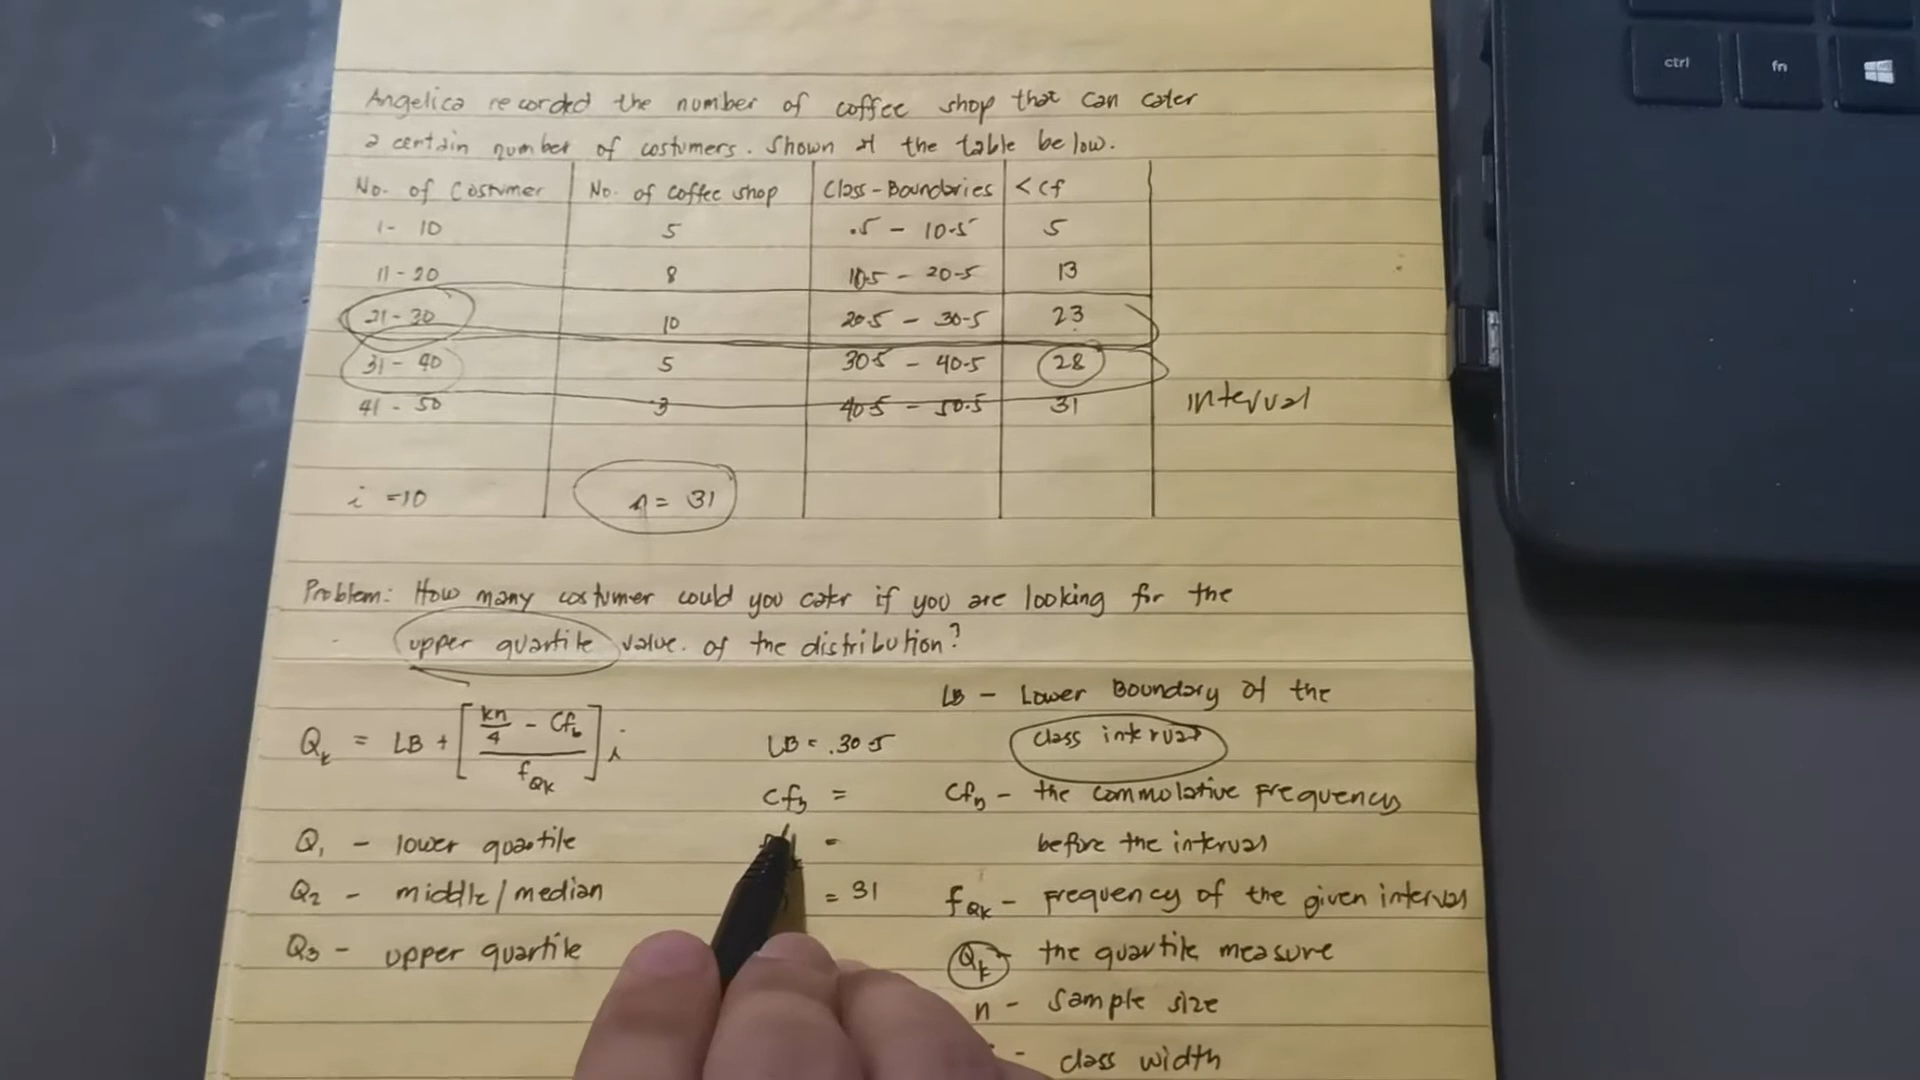 ctrl fn
Angelica recorded the number of coffee shop that can cater
a certain number of costumers. Shown at the table below.
No. of Costumer No. of coffee shop Class-Boundaries <cf
1- 10 5 .5 - 10.5 5
11-20 8 10.5 - 20.5 13
21-30 10 20.5 - 30.5 23
31- 40 5 30.5 - 40.5 28
41 - 50 3 40.5 - 50.5 31 interval
i =10 n = 31
Problem: How many costumer could you cater if you are looking for the
upper quartile value. of the distribution?
LB - Lower Boundary of the
class interval
Qk = LB + [ kn/4 - Cfb / fQk ] i LB = .30.5
Cfb = Cfb - the commolative frequency
Q1 - lower quartile = before the interval
Q2 - middle/median = 31 fQk - frequency of the given interval
Q3 - upper quartile Qk - the quartile measure
n - sample size
- class width